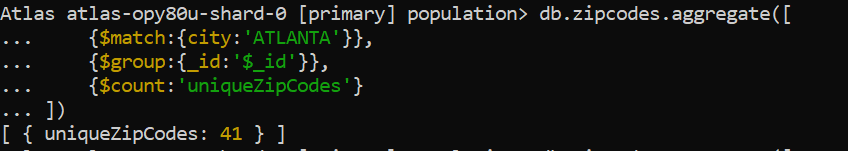 Atlas atlas-opy80u-shard-0 [primary] population> db.zipcodes.aggregate([
...     {$match:{city:'ATLANTA'}},
...     {$group:{_id:'$_id'}},
...     {$count:'uniqueZipCodes'}
... ])
[ { uniqueZipCodes: 41 } ]